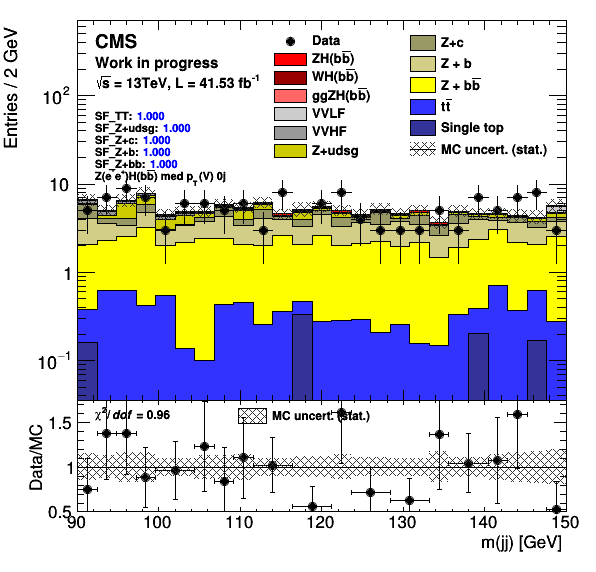 Entries / 2 GeV
CMS
Work in progress
√s = 13TeV, L = 41.53 fb⁻¹
SF_TT: 1.000
SF_Z+udsg: 1.000
SF_Z+c: 1.000
SF_Z+b: 1.000
SF_Z+bb: 1.000
Z(e⁻e⁺)H(bb̅) med p_T(V) 0j
Data
ZH(bb̅)
WH(bb̅)
ggZH(bb̅)
VVLF
VVHF
Z+udsg
Z+c
Z + b
Z + bb̅
tt̅
Single top
MC uncert. (stat.)
10²
10
1
10⁻¹
χ²/dof = 0.96
MC uncert. (stat.)
Data/MC
1.5
1
0.5
90 100 110 120 130 140 150
m(jj) [GeV]